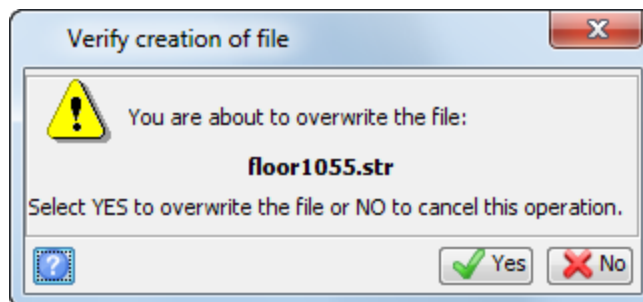 Verify creation of file
You are about to overwrite the file:
floor1055.str
Select YES to overwrite the file or NO to cancel this operation.
? Yes No